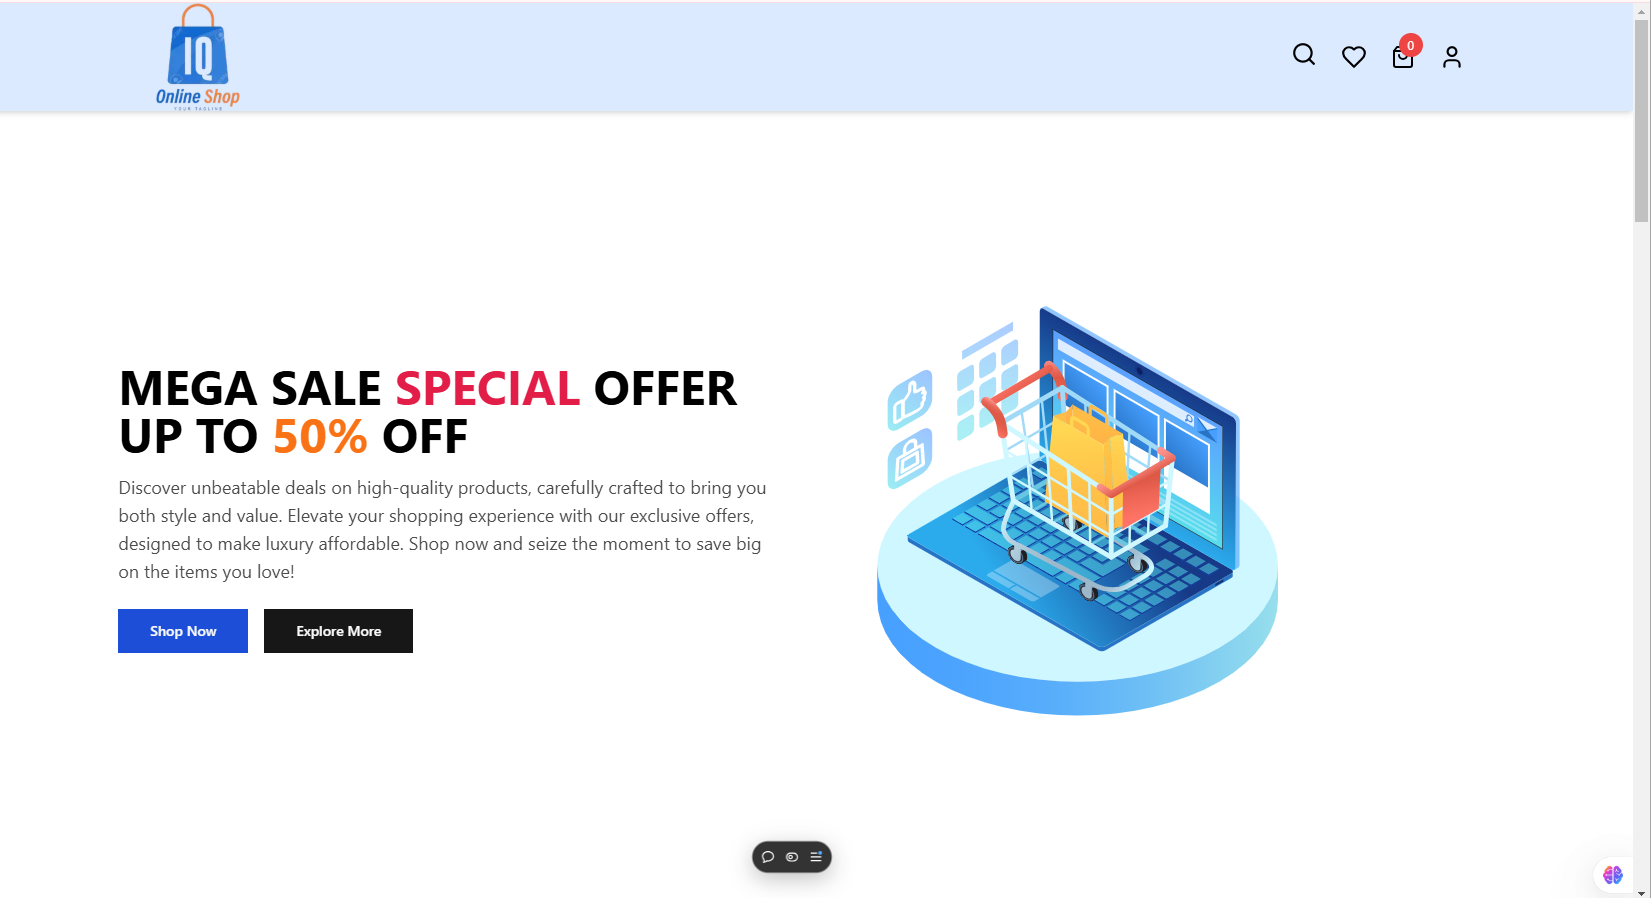 IQ
Online Shop
YOUR TAGLINE
0
MEGA SALE SPECIAL OFFER
UP TO 50% OFF
Discover unbeatable deals on high-quality products, carefully crafted to bring you
both style and value. Elevate your shopping experience with our exclusive offers,
designed to make luxury affordable. Shop now and seize the moment to save big
on the items you love!
Shop Now
Explore More